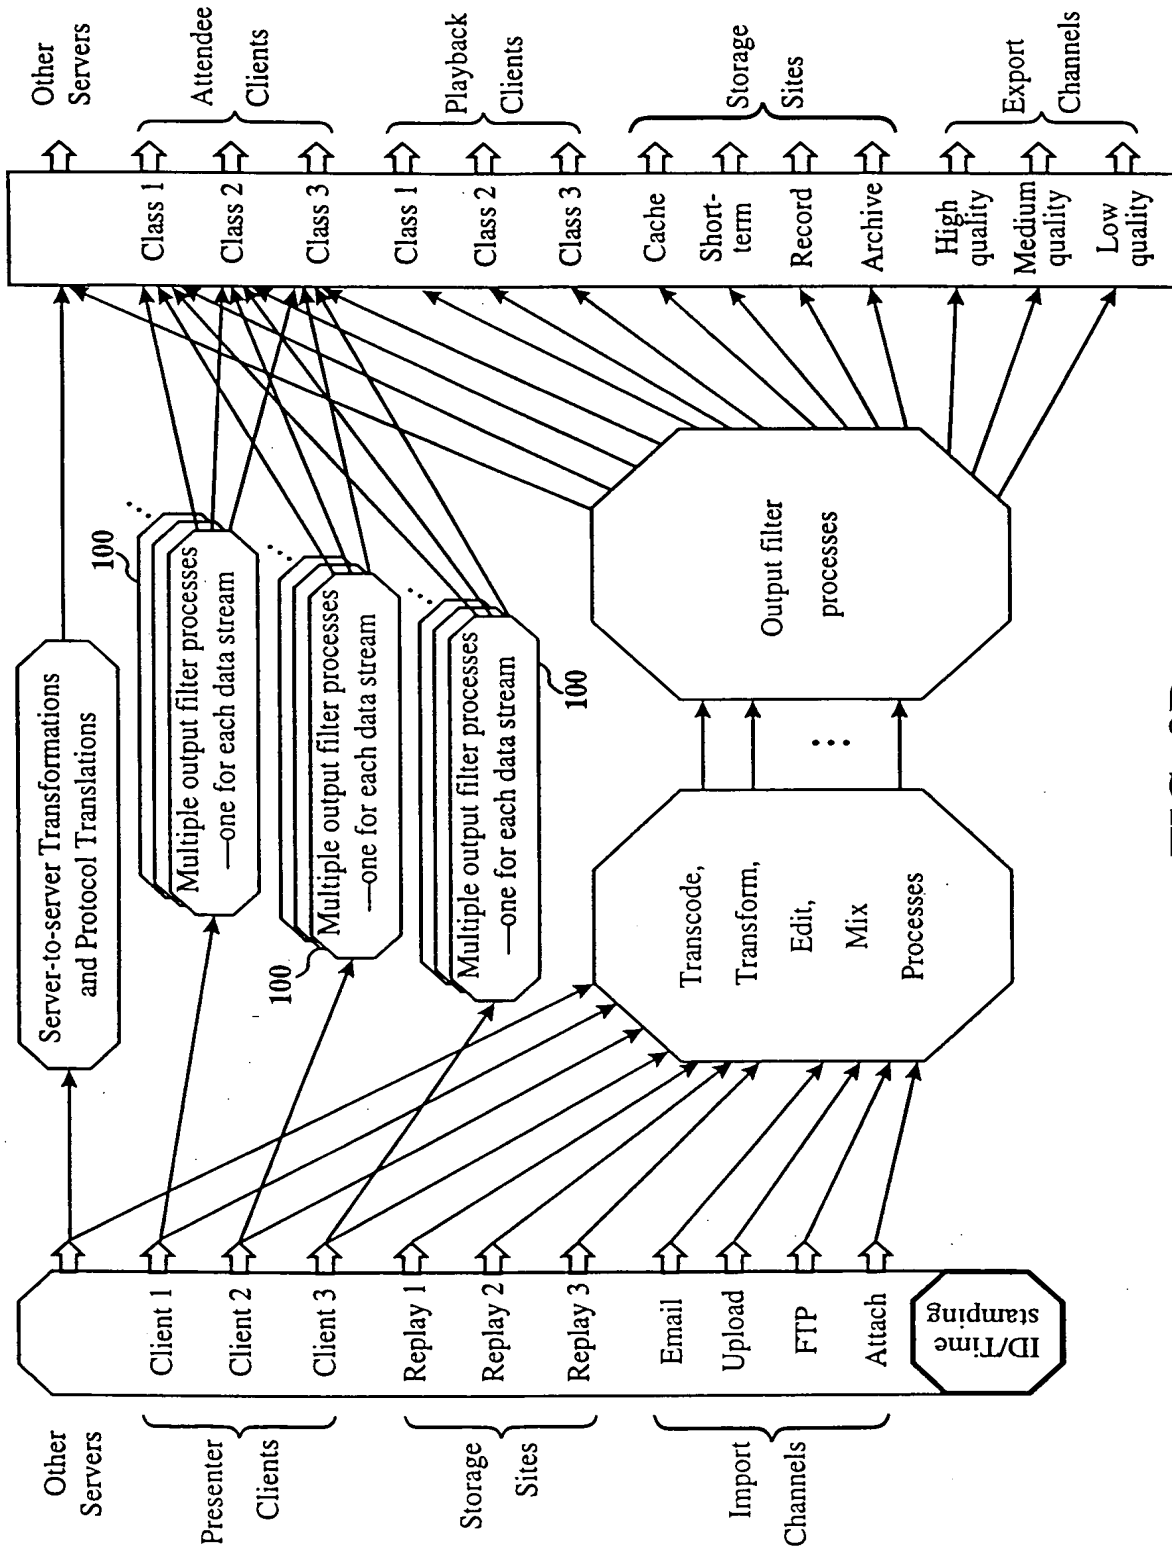 Other
Servers
Presenter
Clients
Storage
Sites
Import
Channels
Client 1
Client 2
Client 3
Replay 1
Replay 2
Replay 3
Email
Upload
FTP
Attach
ID/Time
stamping
Server-to-server Transformations
and Protocol Translations
100
Multiple output filter processes
—one for each data stream
100
Multiple output filter processes
—one for each data stream
Multiple output filter processes
—one for each data stream
100
Transcode,
Transform,
Edit,
Mix
Processes
Output filter
processes
Class 1
Class 2
Class 3
Class 1
Class 2
Class 3
Cache
Short-
term
Record
Archive
High
quality
Medium
quality
Low
quality
Other
Servers
Attendee
Clients
Playback
Clients
Storage
Sites
Export
Channels